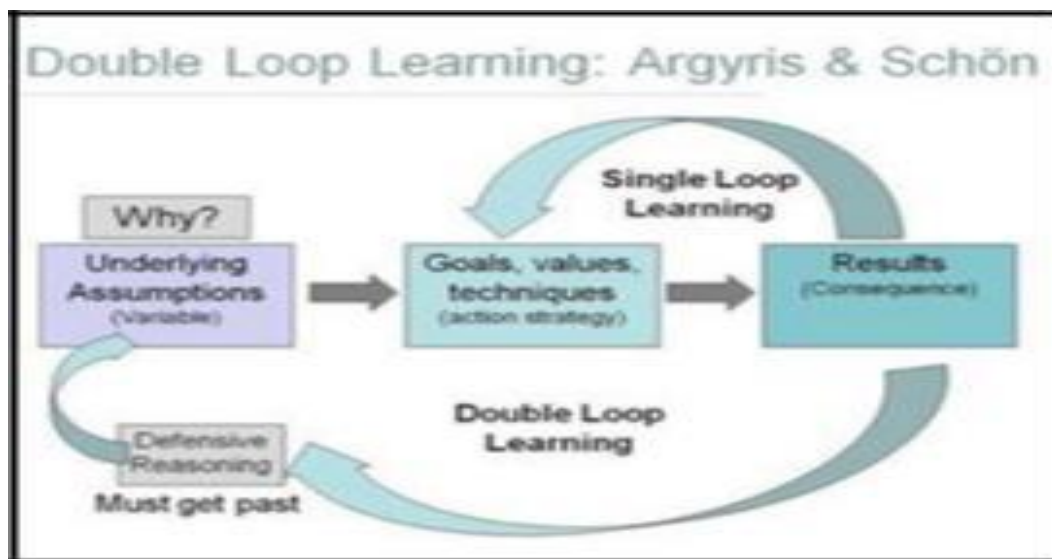 Double Loop Learning: Argyris & Schön
Single Loop
Learning
Why?
Underlying
Assumptions
(Variable)
Goals, values,
techniques
(action strategy)
Results
(Consequence)
Double Loop
Learning
Defensive
Reasoning
Must get past